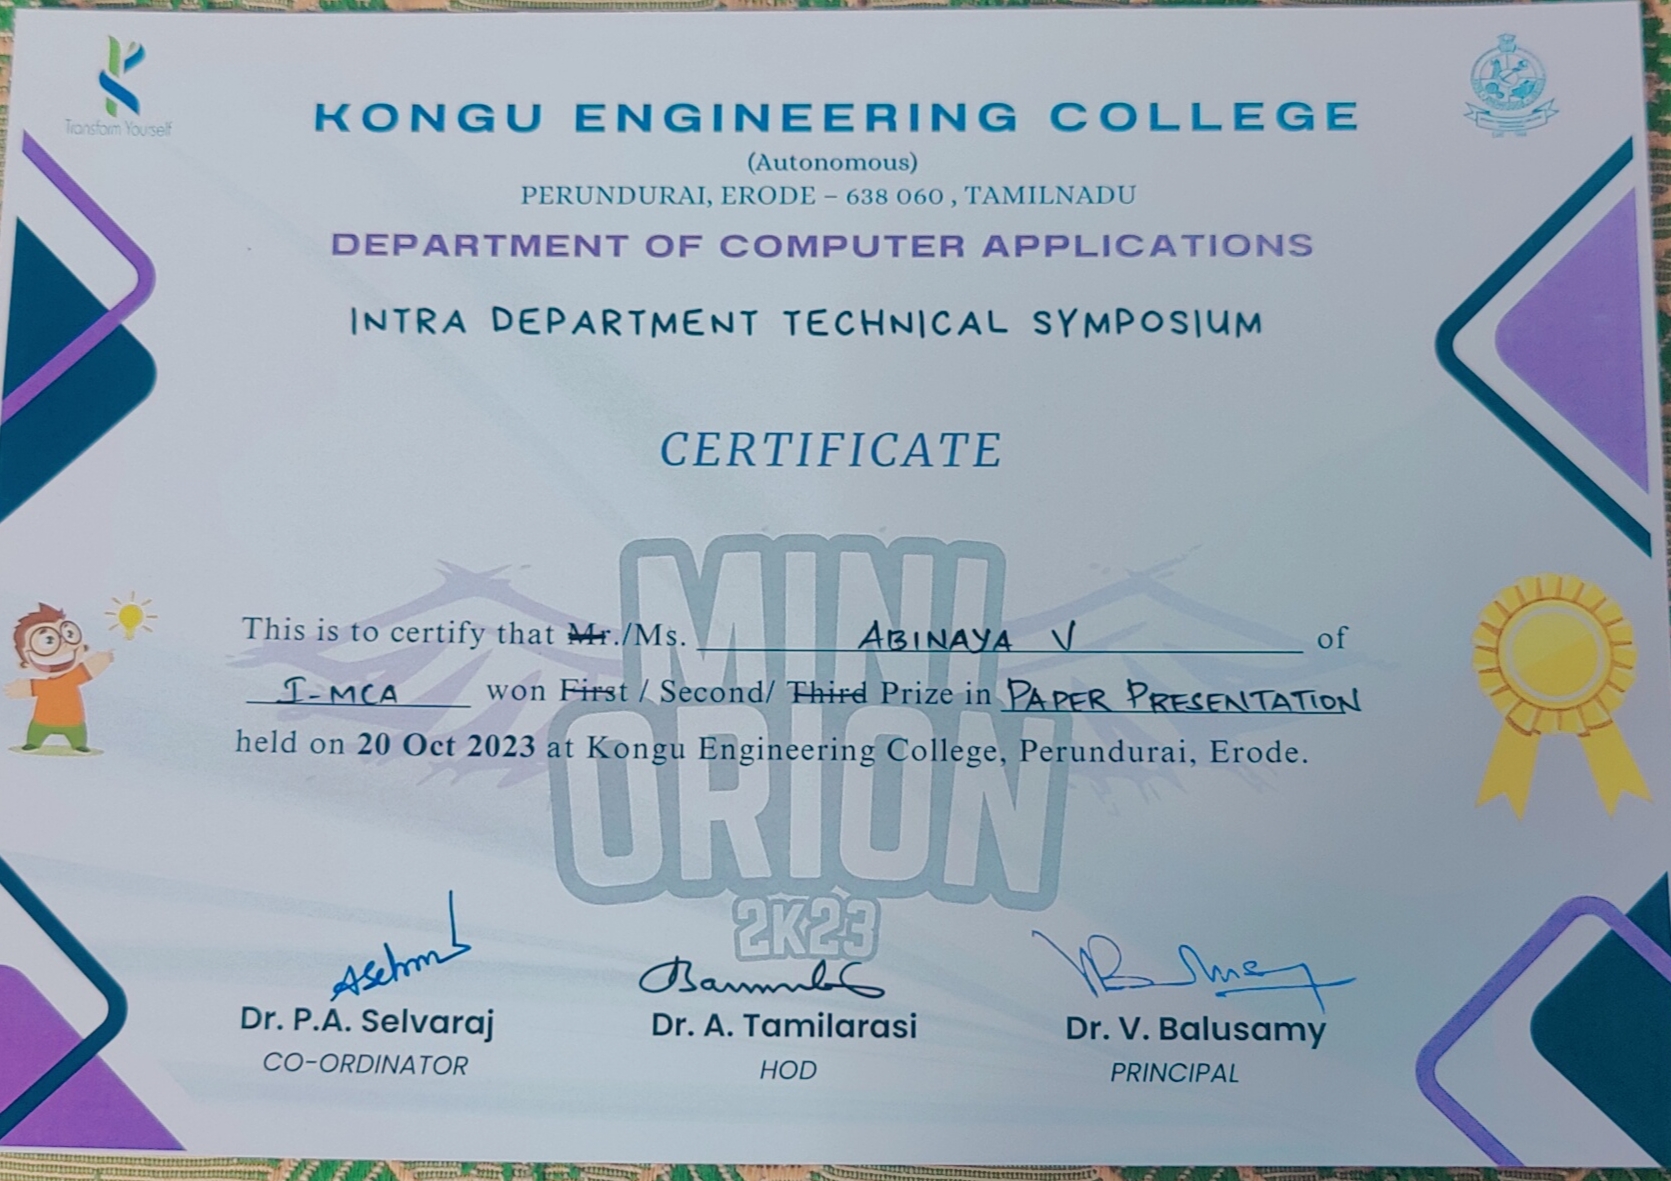 Transform Yourself
KONGU ENGINEERING COLLEGE
(Autonomous)
PERUNDURAI, ERODE – 638 060 , TAMILNADU
DEPARTMENT OF COMPUTER APPLICATIONS
INTRA DEPARTMENT TECHNICAL SYMPOSIUM
CERTIFICATE
MINI
ORION
2K23
This is to certify that Mr./Ms. ABINAYA V of
I-MCA won First / Second/ Third Prize in PAPER PRESENTATION
held on 20 Oct 2023 at Kongu Engineering College, Perundurai, Erode.
Dr. P.A. Selvaraj
CO-ORDINATOR
Dr. A. Tamilarasi
HOD
Dr. V. Balusamy
PRINCIPAL